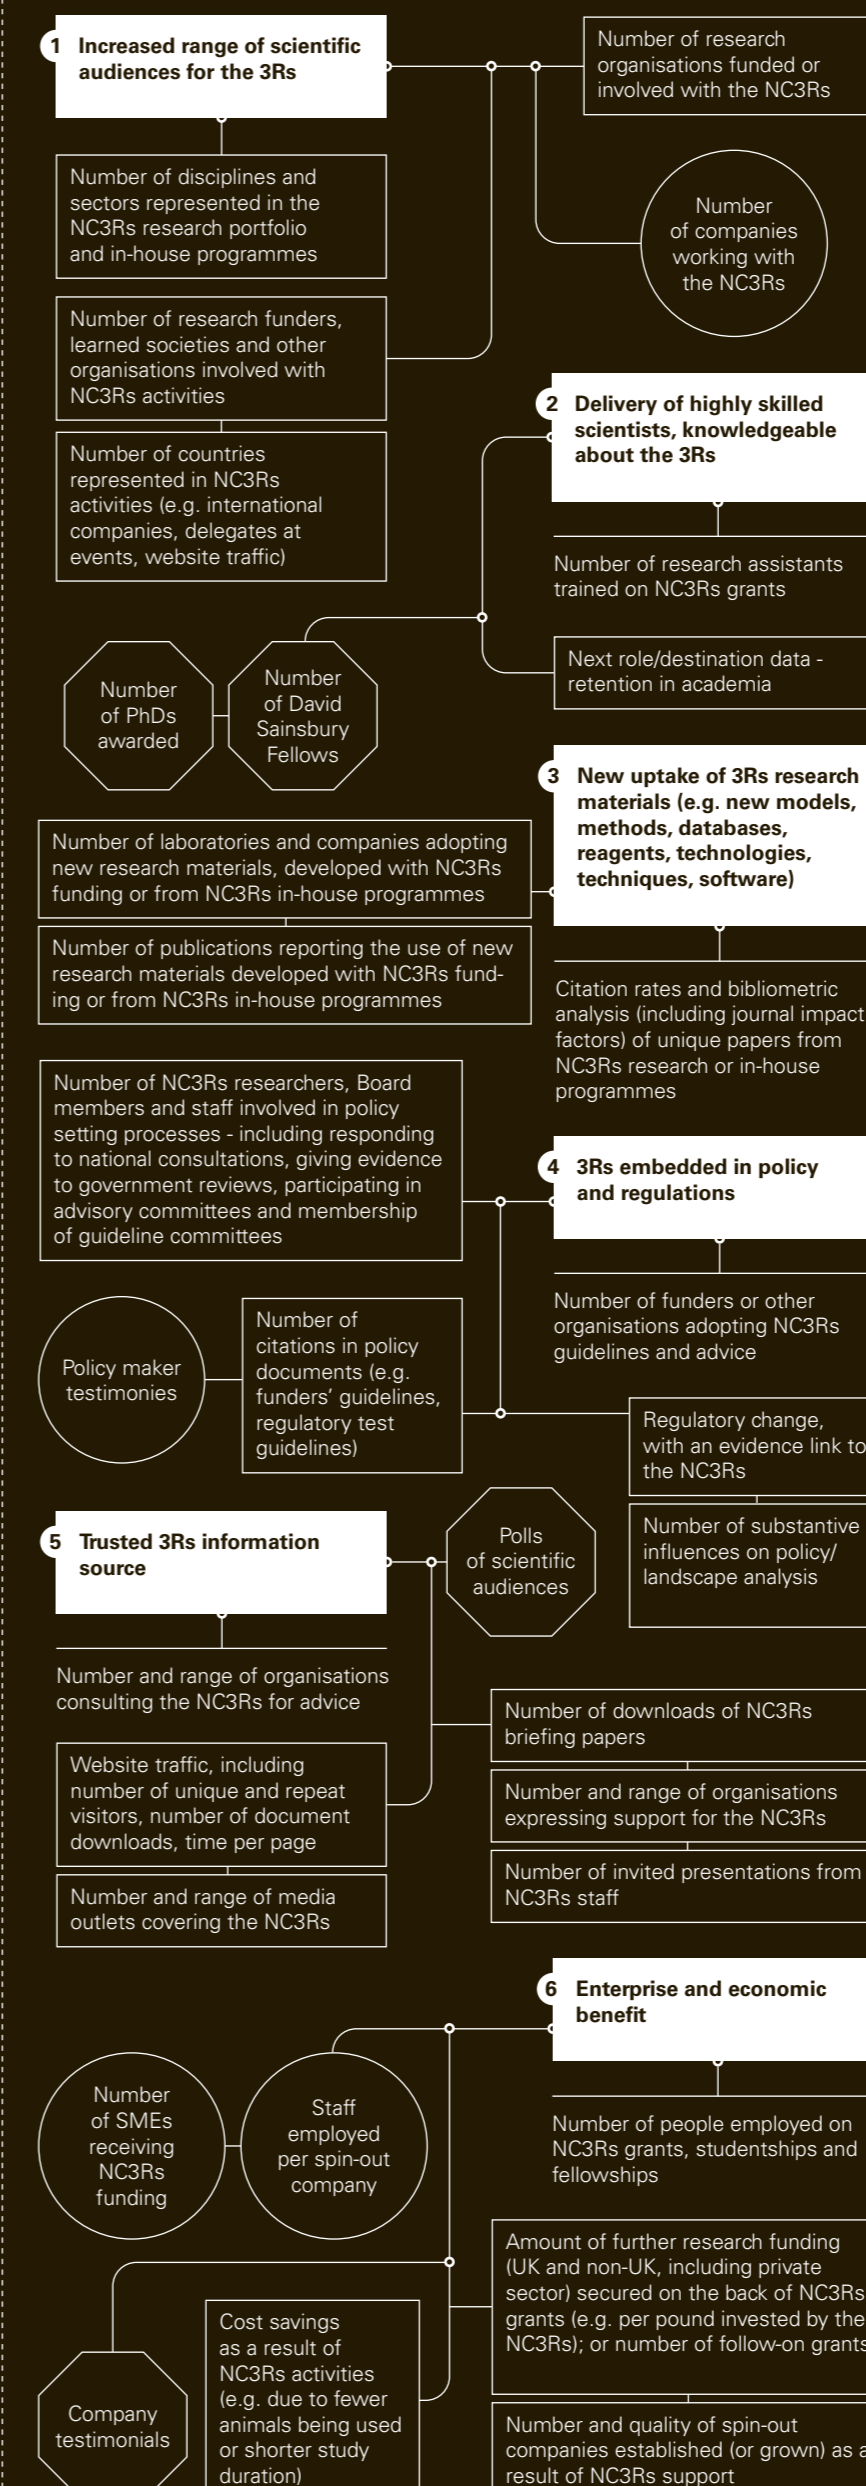 1 Increased range of scientific
audiences for the 3Rs
Number of research
organisations funded or
involved with the NC3Rs
Number of disciplines and
sectors represented in the
NC3Rs research portfolio
and in-house programmes
Number
of companies
working with
the NC3Rs
Number of research funders,
learned societies and other
organisations involved with
NC3Rs activities
Number of countries
represented in NC3Rs
activities (e.g. international
companies, delegates at
events, website traffic)
2 Delivery of highly skilled
scientists, knowledgeable
about the 3Rs
Number of research assistants
trained on NC3Rs grants
Next role/destination data -
retention in academia
Number
of PhDs
awarded
Number
of David
Sainsbury
Fellows
3 New uptake of 3Rs research
materials (e.g. new models,
methods, databases,
reagents, technologies,
techniques, software)
Number of laboratories and companies adopting
new research materials, developed with NC3Rs
funding or from NC3Rs in-house programmes
Number of publications reporting the use of new
research materials developed with NC3Rs fund-
ing or from NC3Rs in-house programmes
Citation rates and bibliometric
analysis (including journal impact
factors) of unique papers from
NC3Rs research or in-house
programmes
Number of NC3Rs researchers, Board
members and staff involved in policy
setting processes - including responding
to national consultations, giving evidence
to government reviews, participating in
advisory committees and membership
of guideline committees
4 3Rs embedded in policy
and regulations
Number of funders or other
organisations adopting NC3Rs
guidelines and advice
Policy maker
testimonies
Number of
citations in policy
documents (e.g.
funders' guidelines,
regulatory test
guidelines)
Regulatory change,
with an evidence link to
the NC3Rs
Number of substantive
influences on policy/
landscape analysis
5 Trusted 3Rs information
source
Polls
of scientific
audiences
Number and range of organisations
consulting the NC3Rs for advice
Website traffic, including
number of unique and repeat
visitors, number of document
downloads, time per page
Number and range of media
outlets covering the NC3Rs
Number of downloads of NC3Rs
briefing papers
Number and range of organisations
expressing support for the NC3Rs
Number of invited presentations from
NC3Rs staff
6 Enterprise and economic
benefit
Number
of SMEs
receiving
NC3Rs
funding
Staff
employed
per spin-out
company
Number of people employed on
NC3Rs grants, studentships and
fellowships
Amount of further research funding
(UK and non-UK, including private
sector) secured on the back of NC3Rs
grants (e.g. per pound invested by the
NC3Rs); or number of follow-on grants
Company
testimonials
Cost savings
as a result of
NC3Rs activities
(e.g. due to fewer
animals being used
or shorter study
duration)
Number and quality of spin-out
companies established (or grown) as a
result of NC3Rs support